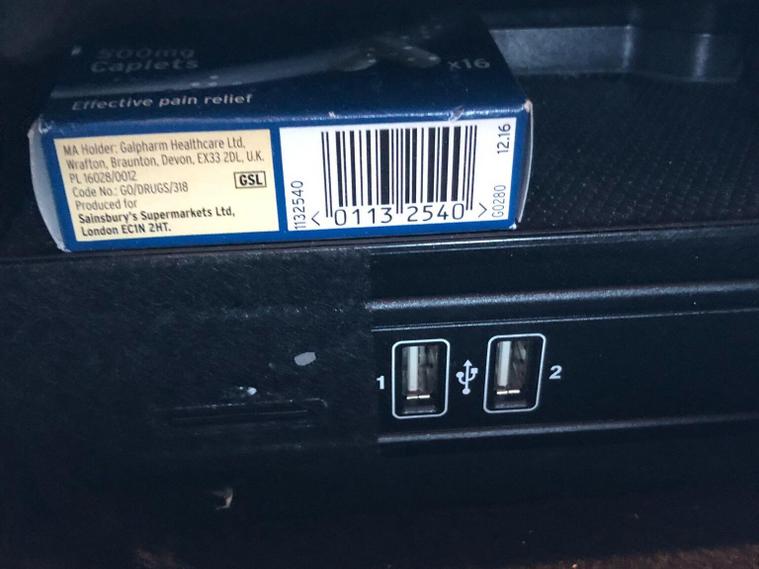 500mg
Caplets
x16
Effective pain relief
MA Holder: Galpharm Healthcare Ltd,
Wrafton, Braunton, Devon, EX33 2DL, U.K.
PL 16028/0012
GSL
Code No.: GO/DRUGS/318
Produced for
Sainsbury's Supermarkets Ltd,
London EC1N 2HT.
1132540
< 0113 2540 >
G0280 12.16
1 2